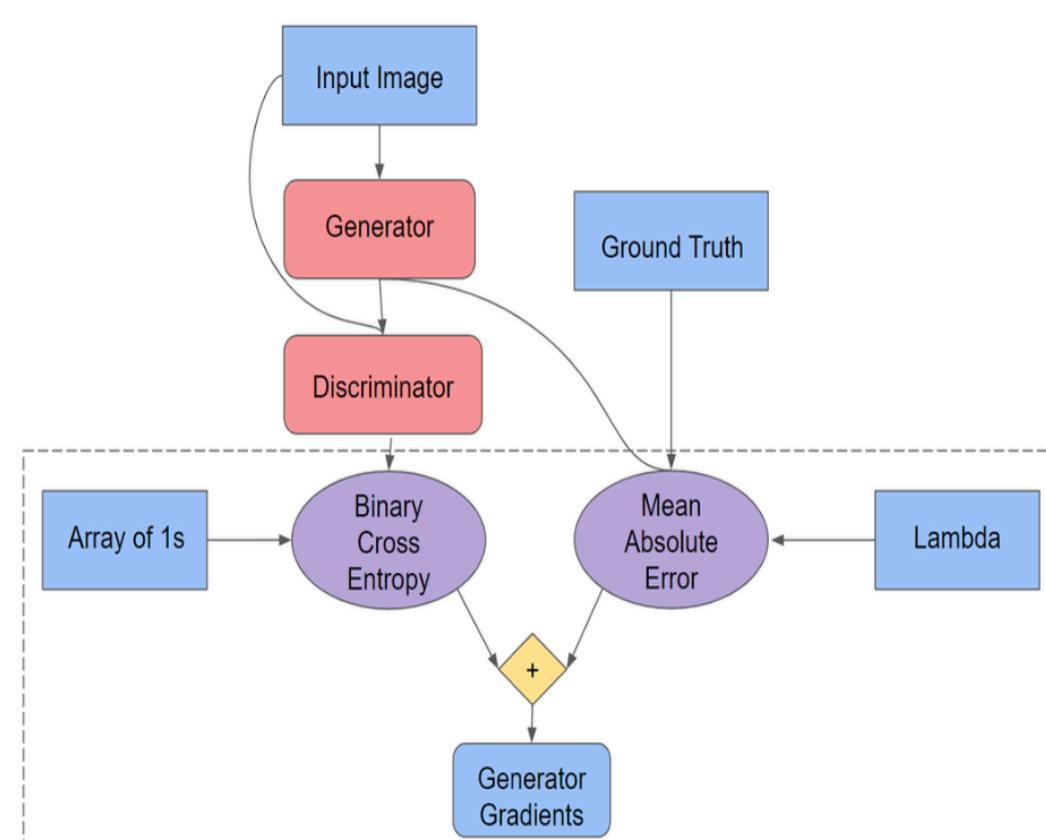 Input Image
Generator
Ground Truth
Discriminator
Array of 1s
Binary
Cross
Entropy
Mean
Absolute
Error
Lambda
+
Generator
Gradients